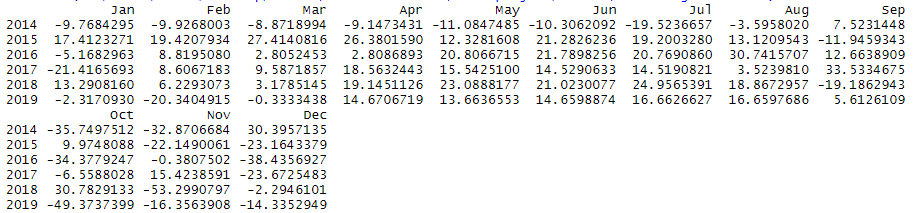 Jan Feb Mar Apr May Jun Jul Aug Sep
2014 -9.7684295 -9.9268003 -8.8718994 -9.1473431 -11.0847485 -10.3062092 -19.5236657 -3.5958020 7.5231448
2015 17.4123271 19.4207934 27.4140816 26.3801590 12.3281608 21.2826236 19.2003280 13.1209543 -11.9459343
2016 -5.1682963 8.8195080 2.8052453 2.8086893 20.8066715 21.7898256 20.7690860 30.7415707 12.6638909
2017 -21.4165693 8.6067183 9.5871857 18.5632443 15.5425100 14.5290633 14.5190821 3.5239810 33.5334675
2018 13.2908160 6.2293073 3.1785145 19.1451126 23.0888177 21.0230077 24.9565391 18.8672957 -19.1862943
2019 -2.3170930 -20.3404915 -0.3333438 14.6706719 13.6636553 14.6598874 16.6626627 16.6597686 5.6126109
Oct Nov Dec
2014 -35.7497512 -32.8706684 30.3957135
2015 9.9748088 -22.1490061 -23.1643379
2016 -34.3779247 -0.3807502 -38.4356927
2017 -6.5588028 15.4238591 -23.6725483
2018 30.7829133 -53.2990797 -2.2946101
2019 -49.3737399 -16.3563908 -14.3352949